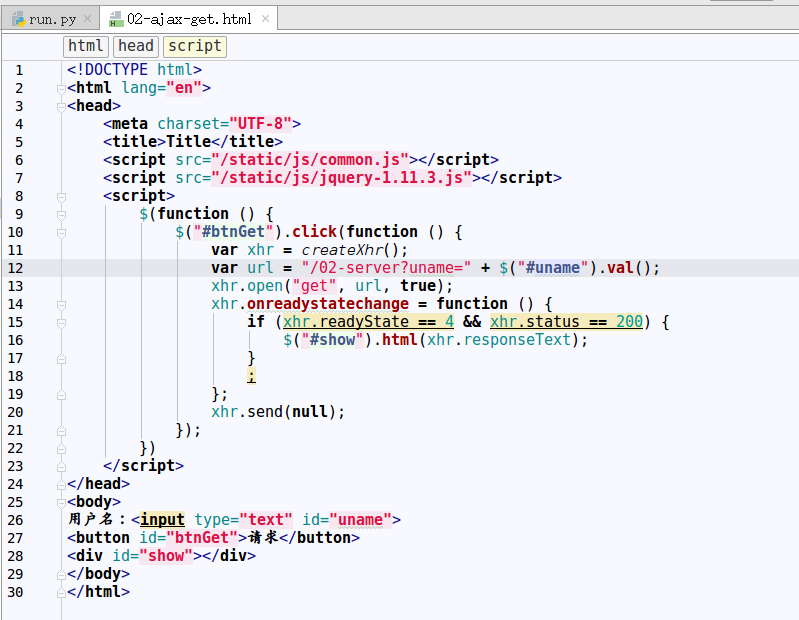 run.py 02-ajax-get.html
html head script
1 <!DOCTYPE html>
2 <html lang="en">
3 <head>
4 <meta charset="UTF-8">
5 <title>Title</title>
6 <script src="/static/js/common.js"></script>
7 <script src="/static/js/jquery-1.11.3.js"></script>
8 <script>
9 $(function () {
10 $("#btnGet").click(function () {
11 var xhr = createXhr();
12 var url = "/02-server?uname=" + $("#uname").val();
13 xhr.open("get", url, true);
14 xhr.onreadystatechange = function () {
15 if (xhr.readyState == 4 && xhr.status == 200) {
16 $("#show").html(xhr.responseText);
17 }
18 ;
19 };
20 xhr.send(null);
21 });
22 })
23 </script>
24 </head>
25 <body>
26 用户名：<input type="text" id="uname">
27 <button id="btnGet">请求</button>
28 <div id="show"></div>
29 </body>
30 </html>